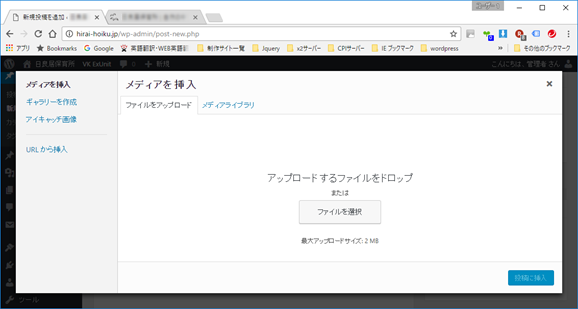 新規投稿を追加 ‹
hirai-hoiku.jp/wp-admin/post-new.php
アプリ Bookmarks Google 英語翻訳-WEB英語翻 制作サイト一覧 Jquery x2サーバー CPIサーバー IE ブックマーク wordpress » その他のブックマーク
VK ExUnit 0 新規 こんにちは、管理者 さん
メディアを挿入
ギャラリーを作成
アイキャッチ画像
URL から挿入
メディアを挿入
ファイルをアップロード メディアライブラリ
アップロードするファイルをドロップ
または
ファイルを選択
最大アップロードサイズ: 2 MB
投稿に挿入
ツール